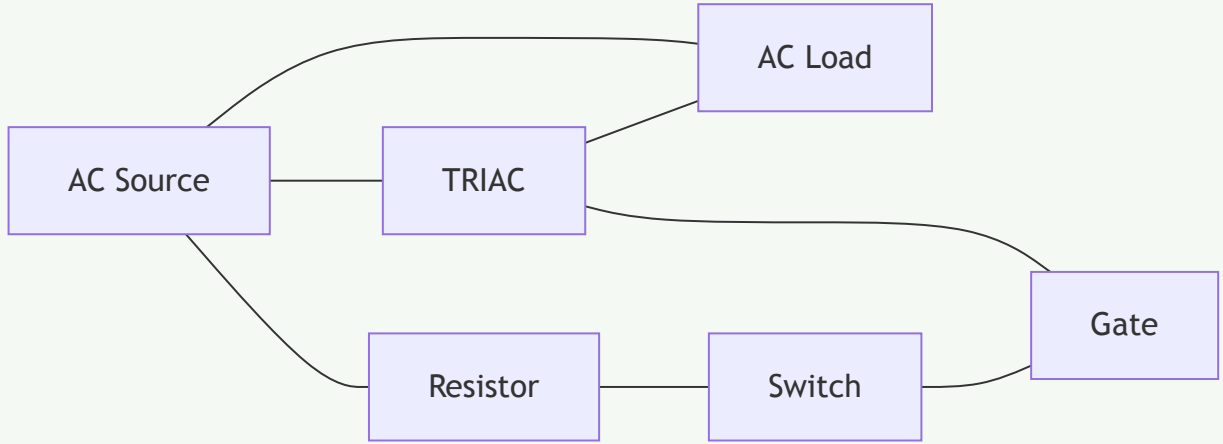 AC Load
AC Source
TRIAC
Gate
Resistor
Switch